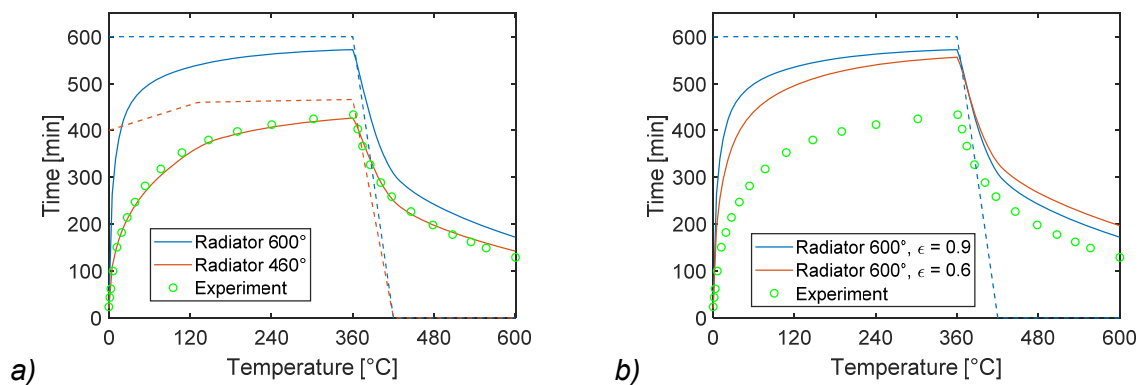 600
500
400
300
200
100
0
Time [min]
Radiator 600°
Radiator 460°
Experiment
0 120 240 360 480 600
Temperature [°C]
a)
600
500
400
300
200
100
0
Time [min]
Radiator 600°, ϵ = 0.9
Radiator 600°, ϵ = 0.6
Experiment
0 120 240 360 480 600
Temperature [°C]
b)